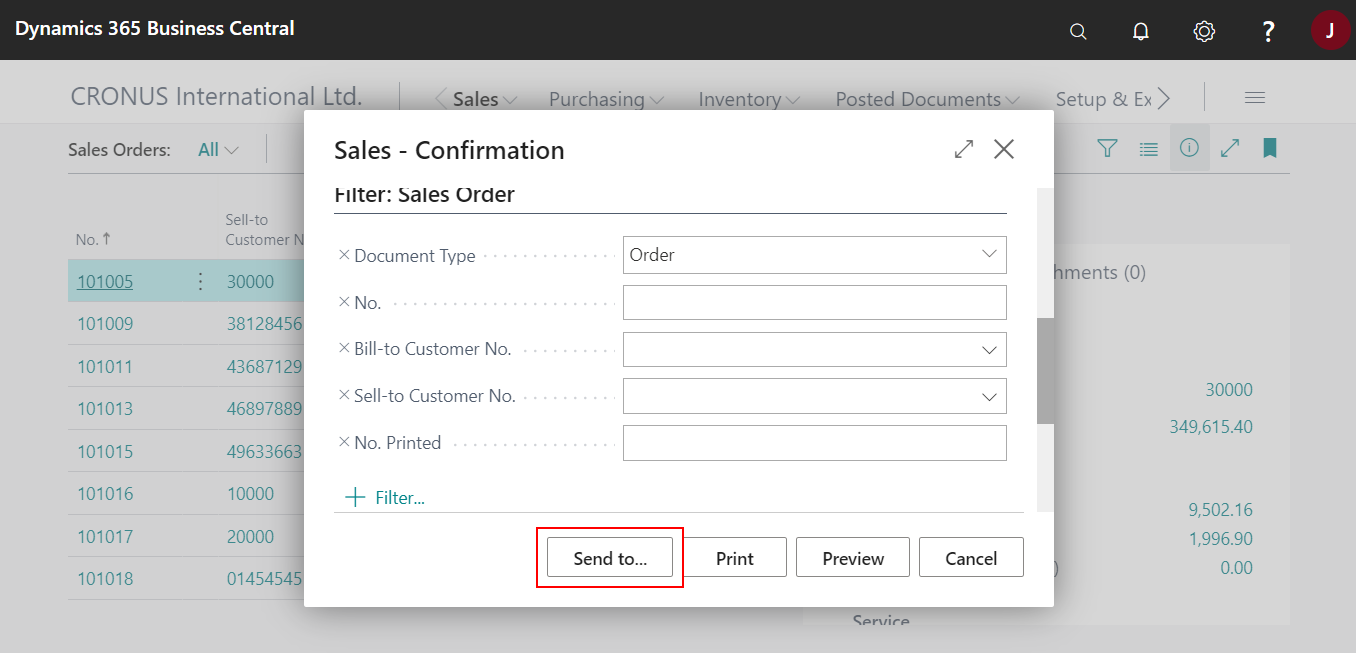 Dynamics 365 Business Central
?
J
CRONUS International Ltd.
Sales
Purchasing
Inventory
Posted Documents
Setup & Ex
Sales Orders:
All
No. ↑
Sell-to
Customer N
101005
30000
101009
38128456
101011
43687129
101013
46897889
101015
49633663
101016
10000
101017
20000
101018
01454545
Sales - Confirmation
Filter: Sales Order
Document Type
Order
No.
Bill-to Customer No.
Sell-to Customer No.
No. Printed
Filter...
Send to...
Print
Preview
Cancel
hments (0)
30000
349,615.40
9,502.16
1,996.90
)
0.00
Service